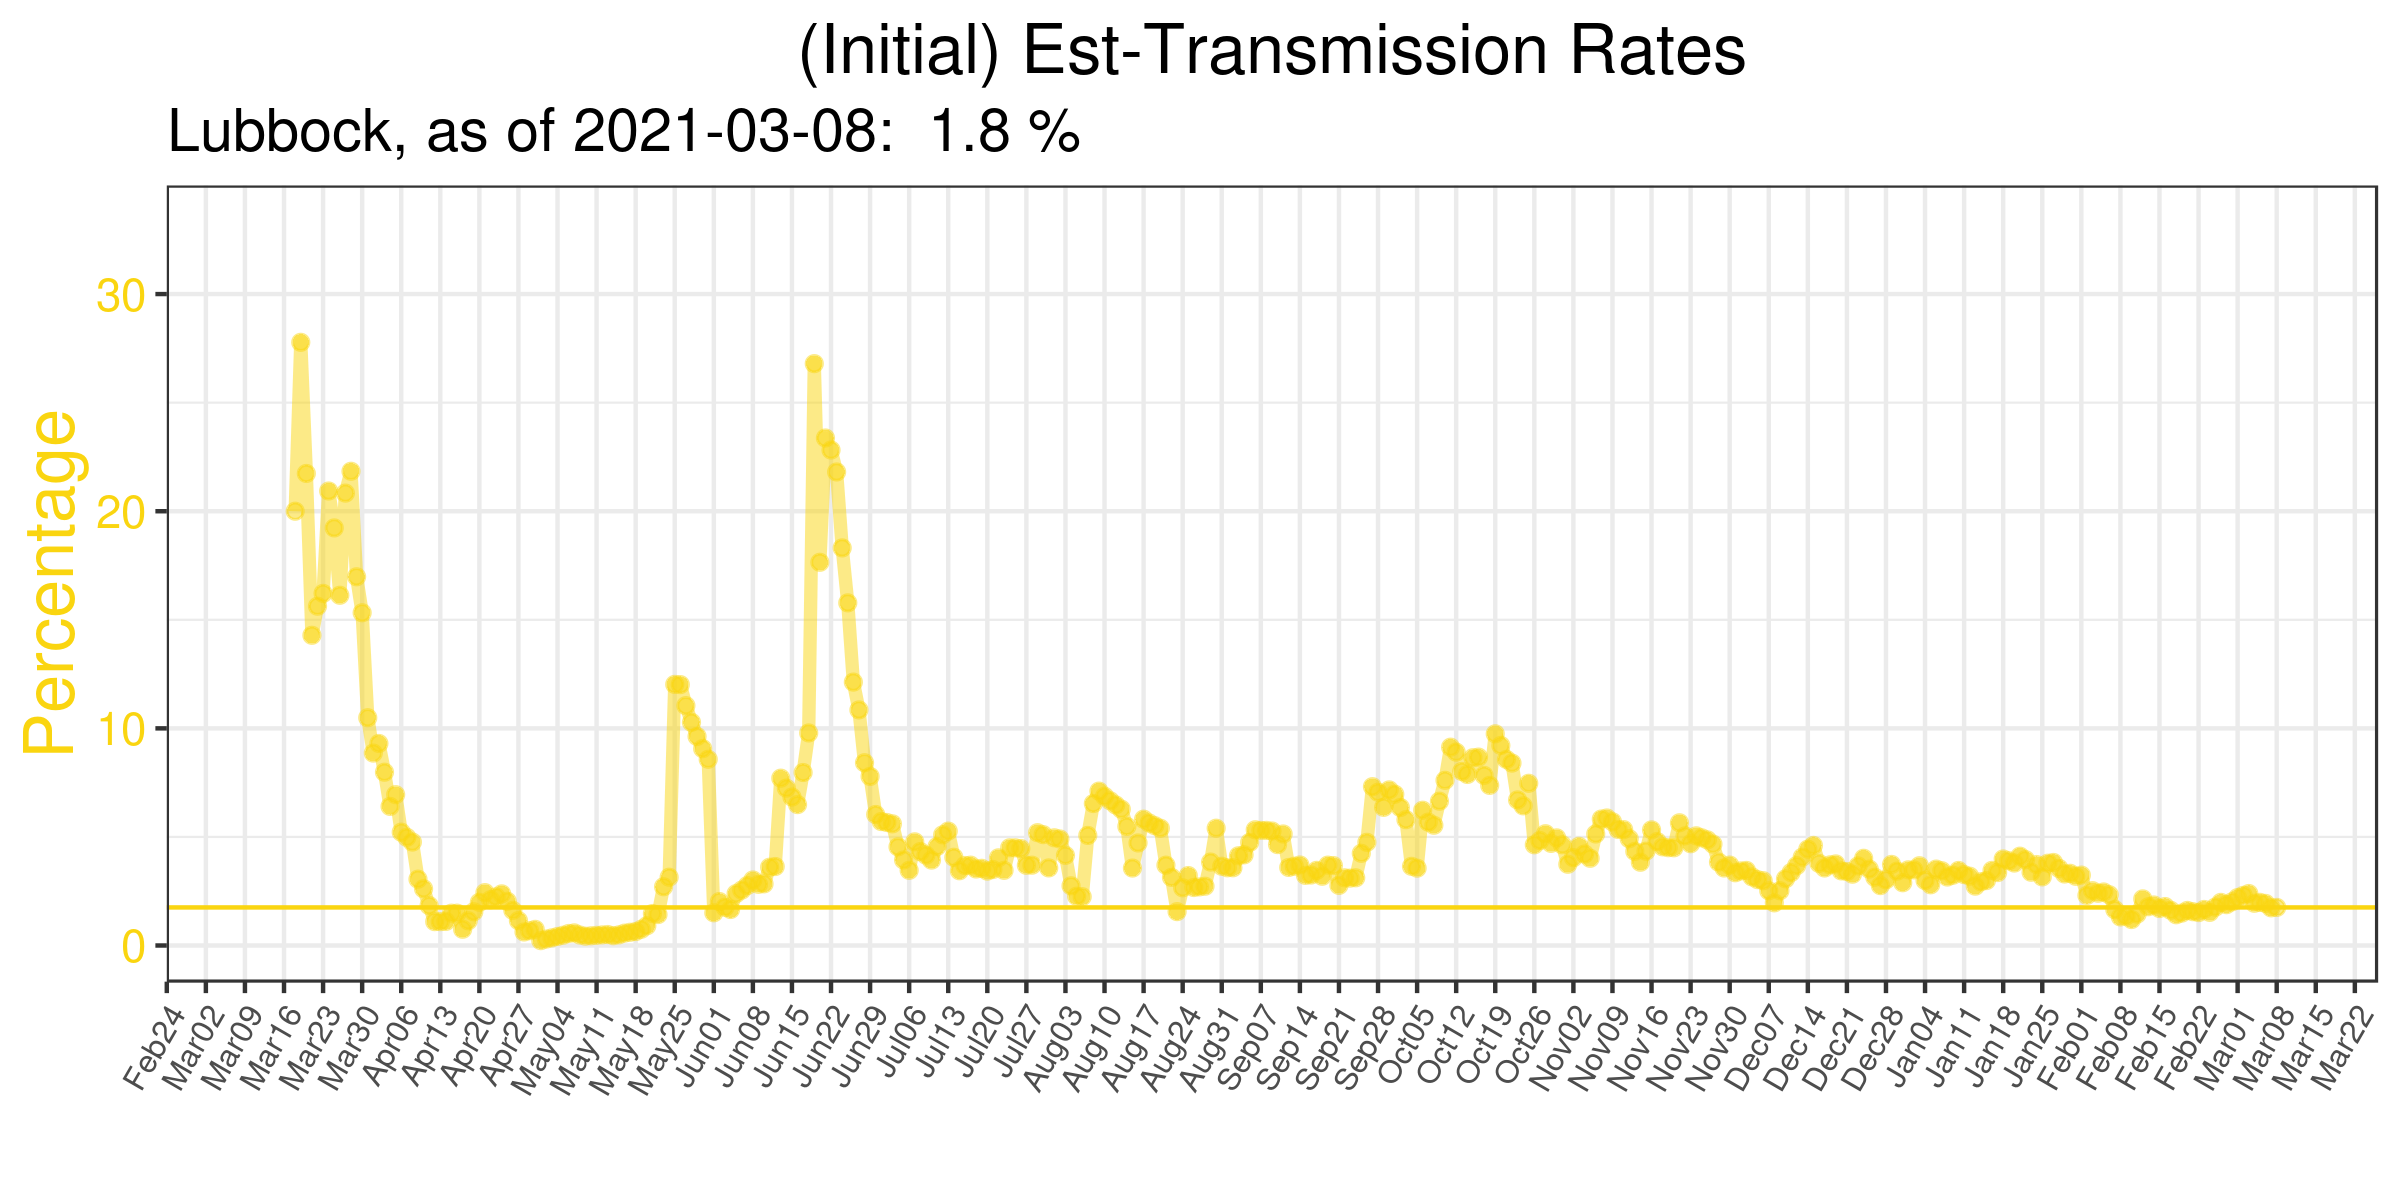 (Initial) Est-Transmission Rates
Lubbock, as of 2021-03-08:  1.8 %
Percentage
30
20
10
0
Feb24
Mar02
Mar09
Mar16
Mar23
Mar30
Apr06
Apr13
Apr20
Apr27
May04
May11
May18
May25
Jun01
Jun08
Jun15
Jun22
Jun29
Jul06
Jul13
Jul20
Jul27
Aug03
Aug10
Aug17
Aug24
Aug31
Sep07
Sep14
Sep21
Sep28
Oct05
Oct12
Oct19
Oct26
Nov02
Nov09
Nov16
Nov23
Nov30
Dec07
Dec14
Dec21
Dec28
Jan04
Jan11
Jan18
Jan25
Feb01
Feb08
Feb15
Feb22
Mar01
Mar08
Mar15
Mar22